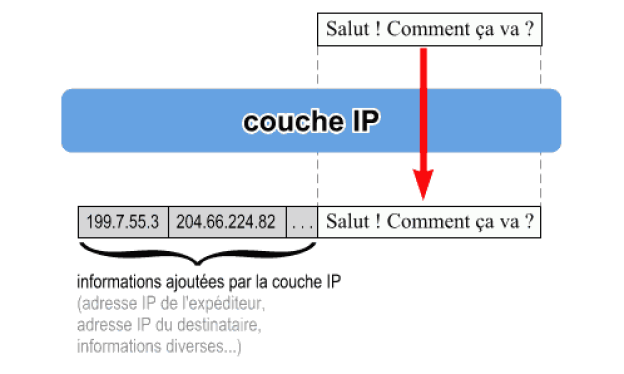 Salut ! Comment ça va ?
couche IP
199.7.55.3 204.66.224.82 . . . Salut ! Comment ça va ?
informations ajoutées par la couche IP
(adresse IP de l'expéditeur,
adresse IP du destinataire,
informations diverses...)